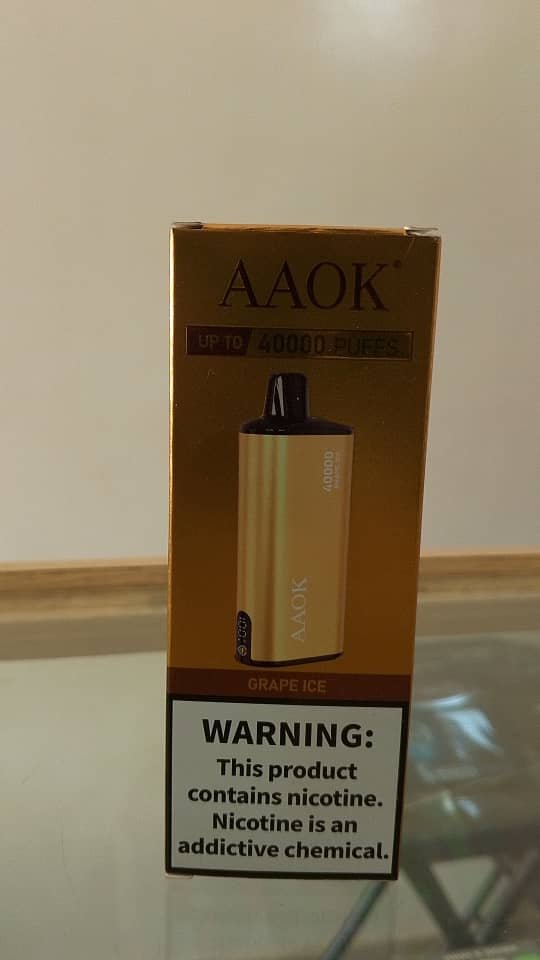 AAOK®
UP TO 40000 PUFFS
40000
AAOK
100
GRAPE ICE
WARNING:
This product
contains nicotine.
Nicotine is an
addictive chemical.